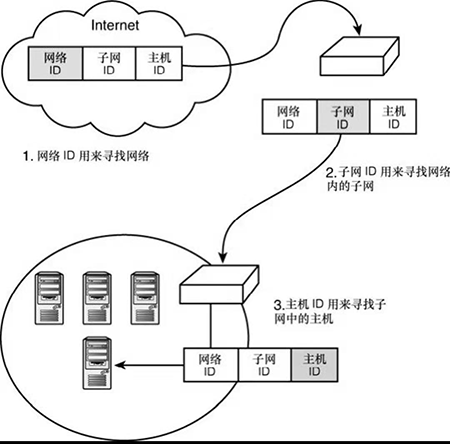 Internet
网络 ID
子网 ID
主机 ID
1. 网络 ID 用来寻找网络
网络 ID
子网 ID
主机 ID
2.子网 ID 用来寻找网络
内的子网
3.主机 ID 用来寻找子
网中的主机
网络 ID
子网 ID
主机 ID